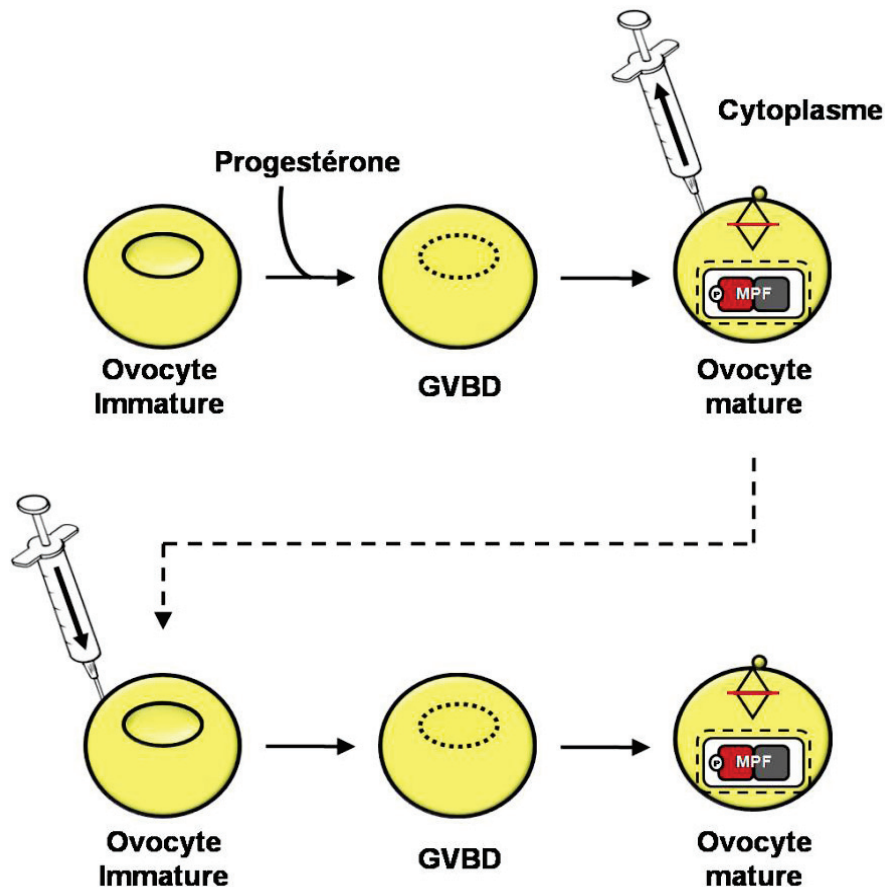 Cytoplasme
Progestérone
P MPF
Ovocyte
Immature
GVBD
Ovocyte
mature
P MPF
Ovocyte
Immature
GVBD
Ovocyte
mature